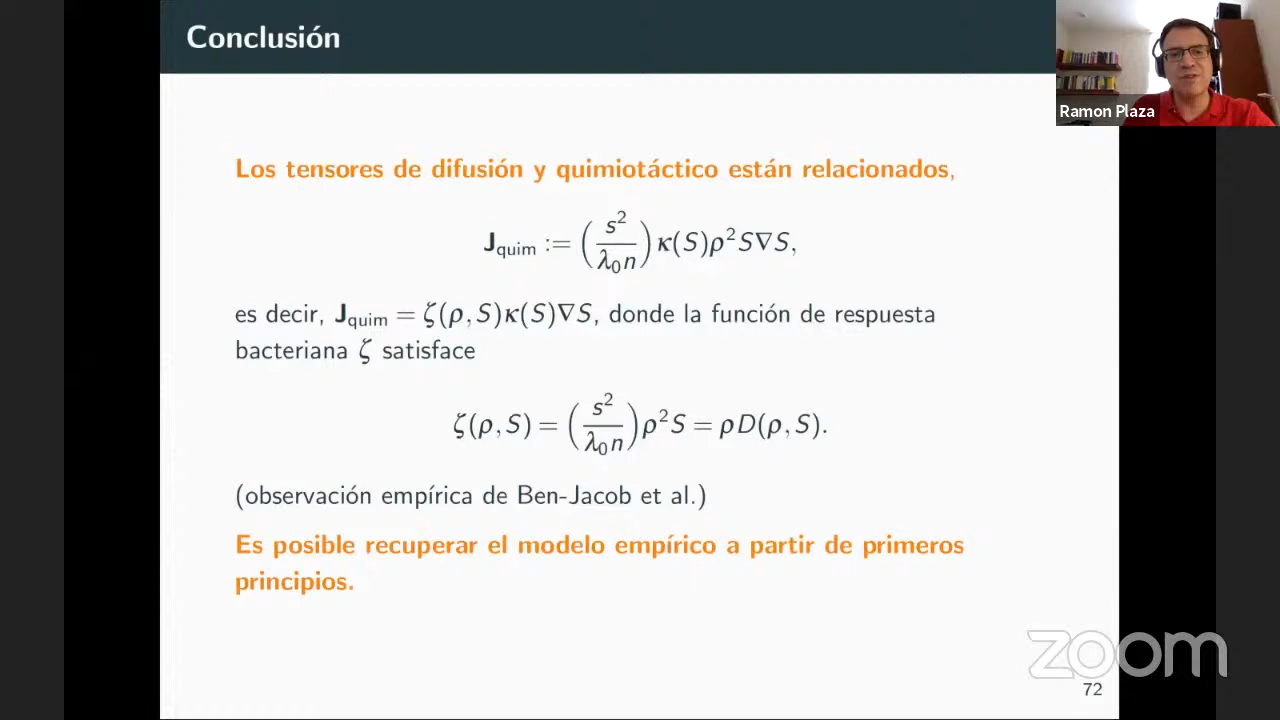 Conclusión
Ramon Plaza
Los tensores de difusión y quimiotáctico están relacionados,
J_quim := (s²/λ₀n) κ(S)ρ²S∇S,
es decir, J_quim = ζ(ρ, S)κ(S)∇S, donde la función de respuesta
bacteriana ζ satisface
ζ(ρ, S) = (s²/λ₀n) ρ²S = ρD(ρ, S).
(observación empírica de Ben-Jacob et al.)
Es posible recuperar el modelo empírico a partir de primeros
principios.
zoom
72